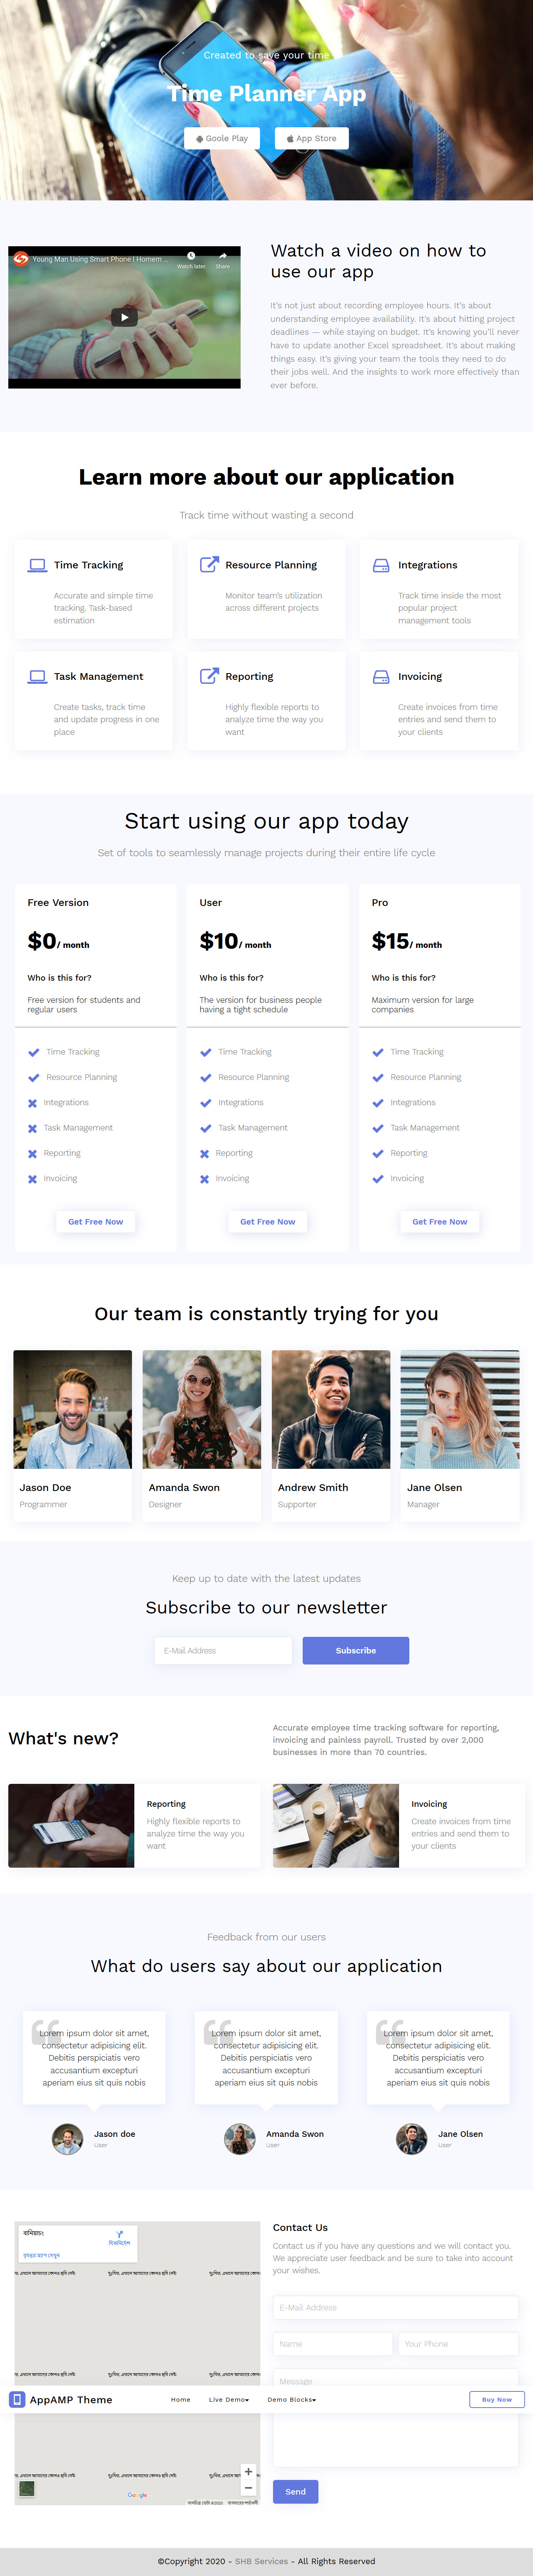 Created to save your time
Time Planner App
Goole Play
App Store
Young Man Using Smart Phone I Homem ...
Watch later
Share
Watch a video on how to
use our app
It's not just about recording employee hours. It's about
understanding employee availability. It's about hitting project
deadlines — while staying on budget. It's knowing you'll never
have to update another Excel spreadsheet. It's about making
things easy. It's giving your team the tools they need to do
their jobs well. And the insights to work more effectively than
ever before.
Learn more about our application
Track time without wasting a second
Time Tracking
Accurate and simple time
tracking. Task-based
estimation
Resource Planning
Monitor team's utilization
across different projects
Integrations
Track time inside the most
popular project
management tools
Task Management
Create tasks, track time
and update progress in one
place
Reporting
Highly flexible reports to
analyze time the way you
want
Invoicing
Create invoices from time
entries and send them to
your clients
Start using our app today
Set of tools to seamlessly manage projects during their entire life cycle
Free Version
$0/ month
Who is this for?
Free version for students and
regular users
Time Tracking
Resource Planning
Integrations
Task Management
Reporting
Invoicing
Get Free Now
User
$10/ month
Who is this for?
The version for business people
having a tight schedule
Time Tracking
Resource Planning
Integrations
Task Management
Reporting
Invoicing
Get Free Now
Pro
$15/ month
Who is this for?
Maximum version for large
companies
Time Tracking
Resource Planning
Integrations
Task Management
Reporting
Invoicing
Get Free Now
Our team is constantly trying for you
Jason Doe
Programmer
Amanda Swon
Designer
Andrew Smith
Supporter
Jane Olsen
Manager
Keep up to date with the latest updates
Subscribe to our newsletter
E-Mail Address
Subscribe
What's new?
Accurate employee time tracking software for reporting,
invoicing and painless payroll. Trusted by over 2,000
businesses in more than 70 countries.
Reporting
Highly flexible reports to
analyze time the way you
want
Invoicing
Create invoices from time
entries and send them to
your clients
Feedback from our users
What do users say about our application
Lorem ipsum dolor sit amet,
consectetur adipisicing elit.
Debitis perspiciatis vero
accusantium excepturi
aperiam eius sit quis nobis
Jason doe
User
Lorem ipsum dolor sit amet,
consectetur adipisicing elit.
Debitis perspiciatis vero
accusantium excepturi
aperiam eius sit quis nobis
Amanda Swon
User
Lorem ipsum dolor sit amet,
consectetur adipisicing elit.
Debitis perspiciatis vero
accusantium excepturi
aperiam eius sit quis nobis
Jane Olsen
User
Google
Contact Us
Contact us if you have any questions and we will contact you.
We appreciate user feedback and be sure to take into account
your wishes.
E-Mail Address
Name
Your Phone
Message
AppAMP Theme
Home
Live Demo
Demo Blocks
Buy Now
Send
©Copyright 2020 - SHB Services - All Rights Reserved